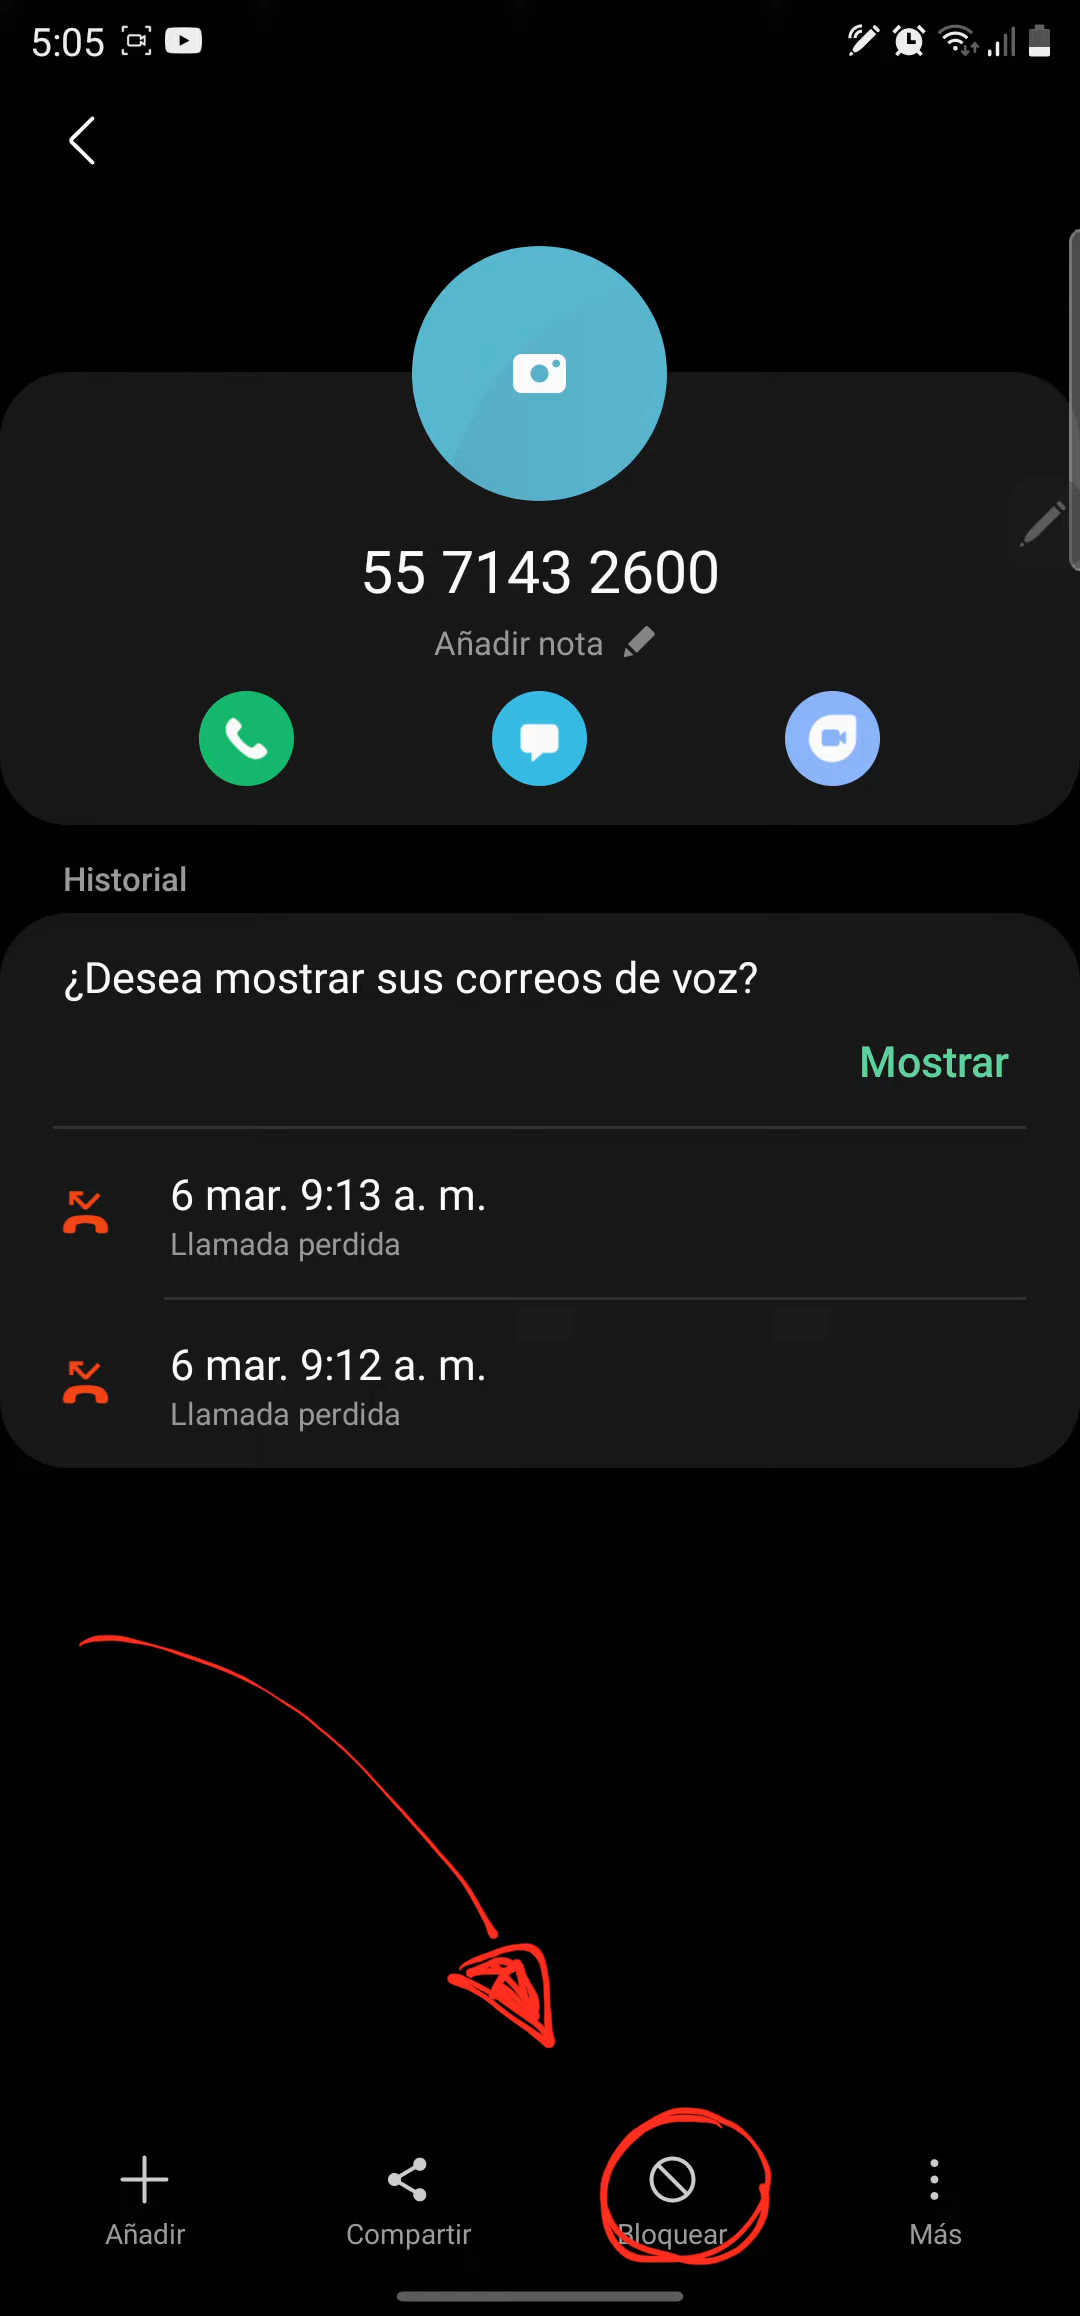 5:05
55 7143 2600
Añadir nota
Historial
¿Desea mostrar sus correos de voz?
Mostrar
6 mar. 9:13 a. m.
Llamada perdida
6 mar. 9:12 a. m.
Llamada perdida
Añadir
Compartir
Bloquear
Más